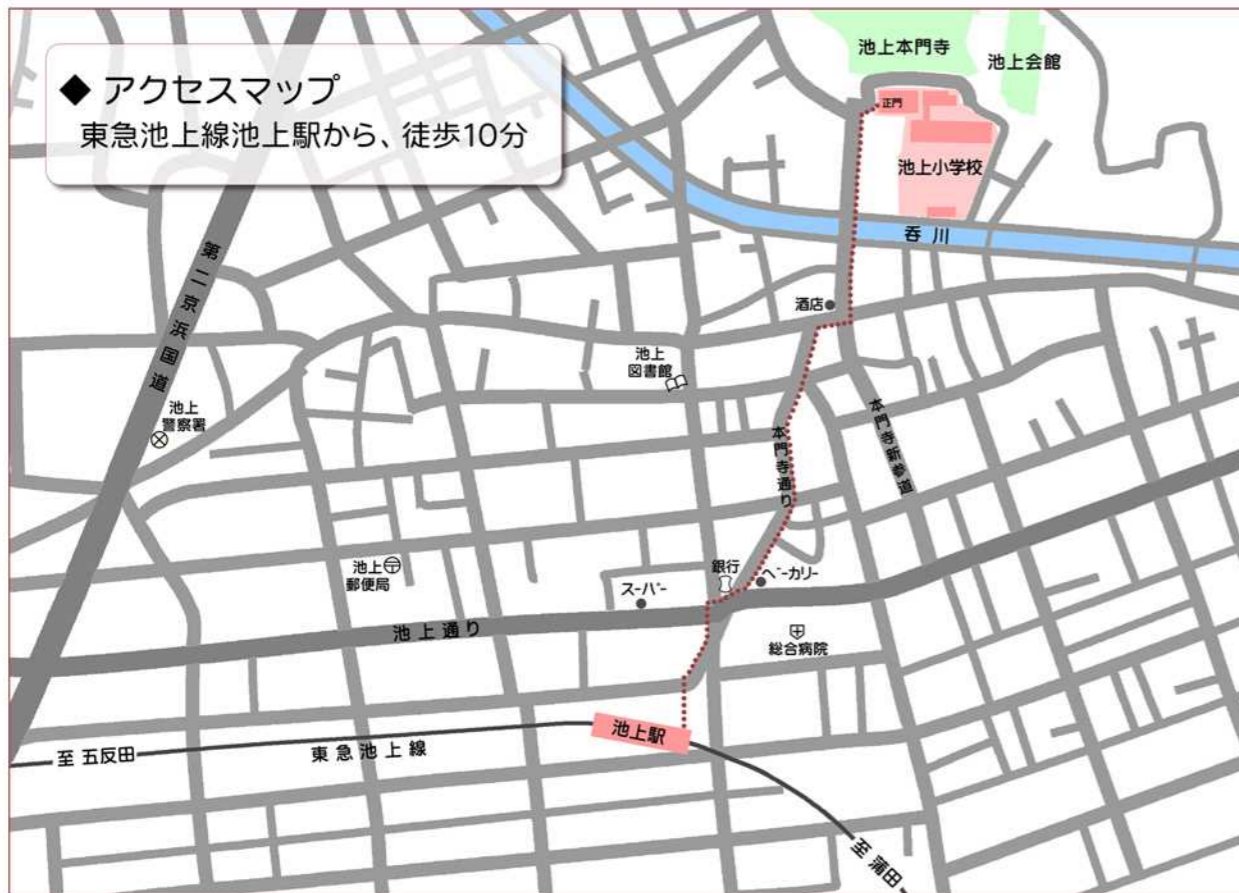 ◆ アクセスマップ
東急池上線池上駅から、徒歩10分
池上本門寺
池上会館
正門
池上小学校
呑川
第二京浜国道
酒店
池上
図書館
池上
警察署
本門寺通り
本門寺新参道
池上
郵便局
銀行
ベーカリー
スーパー
池上通り
総合病院
池上駅
至 五反田
東急池上線
至 蒲田